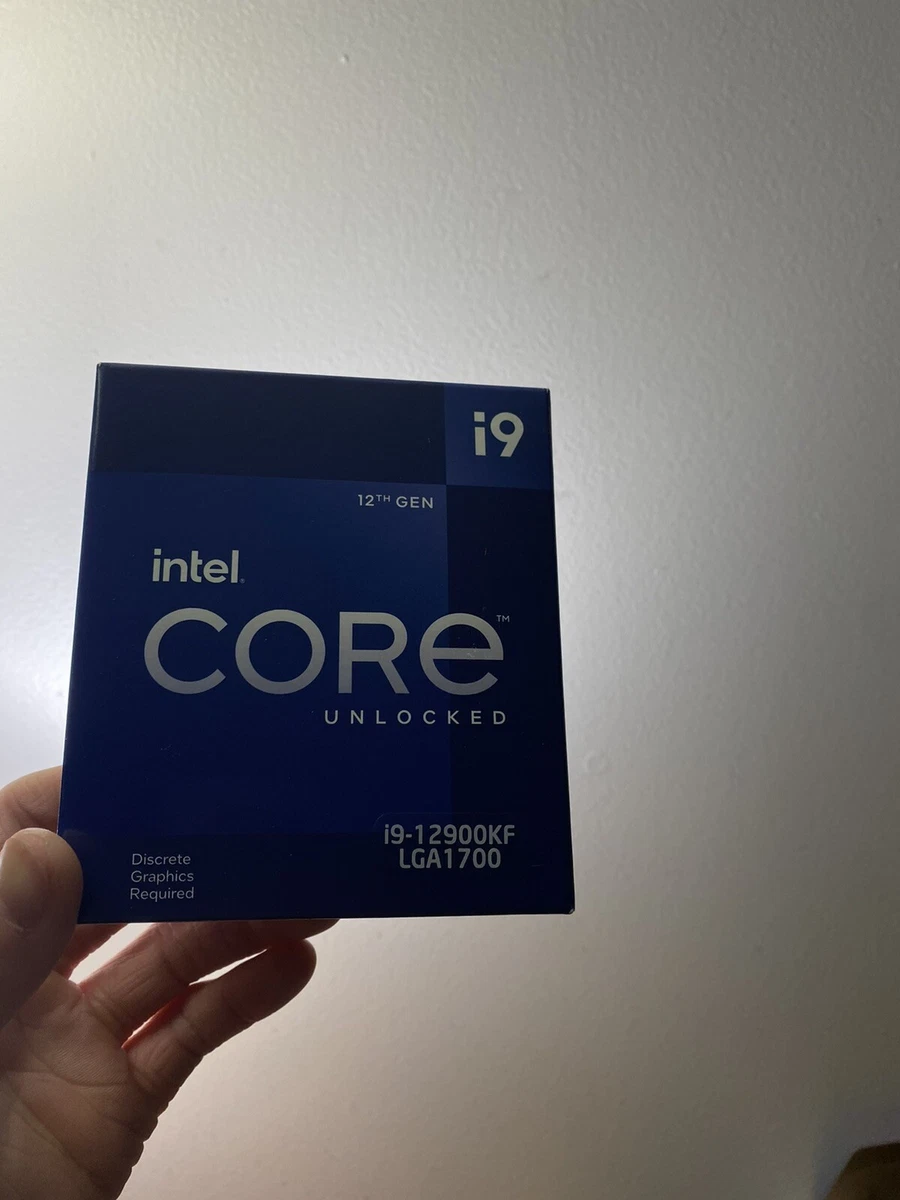 i9
12TH GEN
intel.
CORE™
UNLOCKED
i9-12900KF
LGA1700
Discrete
Graphics
Required